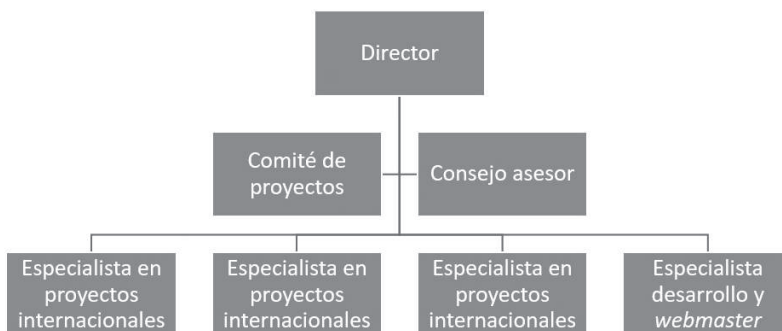 Director
Comité de
proyectos
Consejo asesor
Especialista en
proyectos
internacionales
Especialista en
proyectos
internacionales
Especialista en
proyectos
internacionales
Especialista
desarrollo y
webmaster